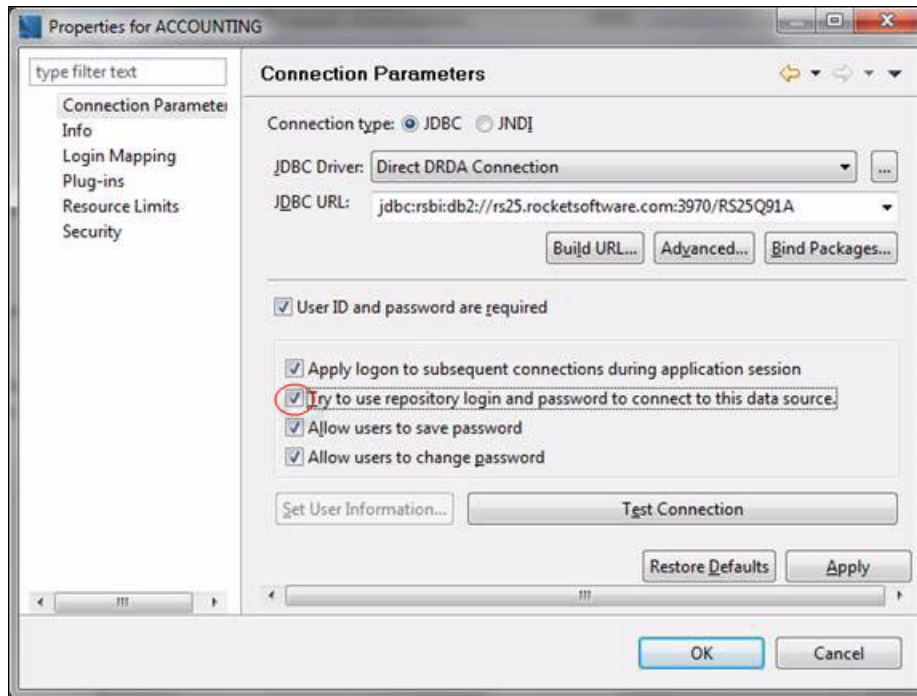 Properties for ACCOUNTING
type filter text
Connection Parameter
Info
Login Mapping
Plug-ins
Resource Limits
Security
Connection Parameters
Connection type: JDBC JNDI
JDBC Driver: Direct DRDA Connection ...
JDBC URL: jdbc:rsbi:db2://rs25.rocketsoftware.com:3970/RS25Q91A
Build URL... Advanced... Bind Packages...
User ID and password are required
Apply logon to subsequent connections during application session
Try to use repository login and password to connect to this data source.
Allow users to save password
Allow users to change password
Set User Information... Test Connection
Restore Defaults Apply
OK Cancel